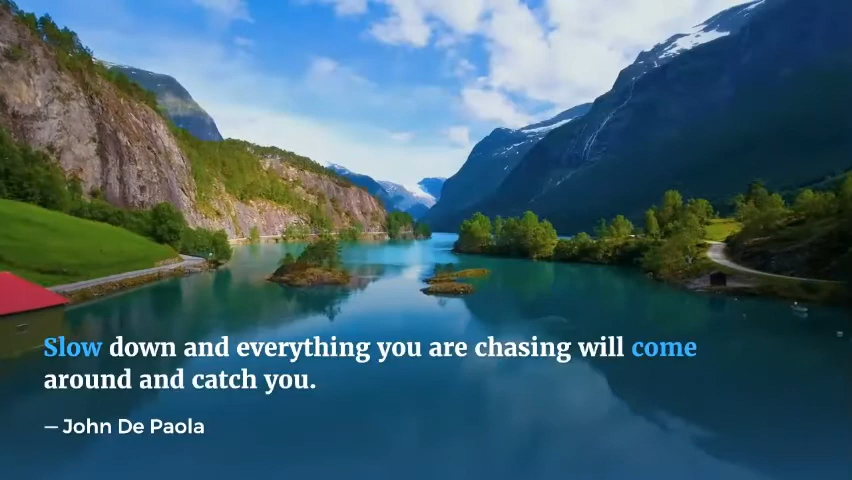 Slow down and everything you are chasing will come
around and catch you.
— John De Paola